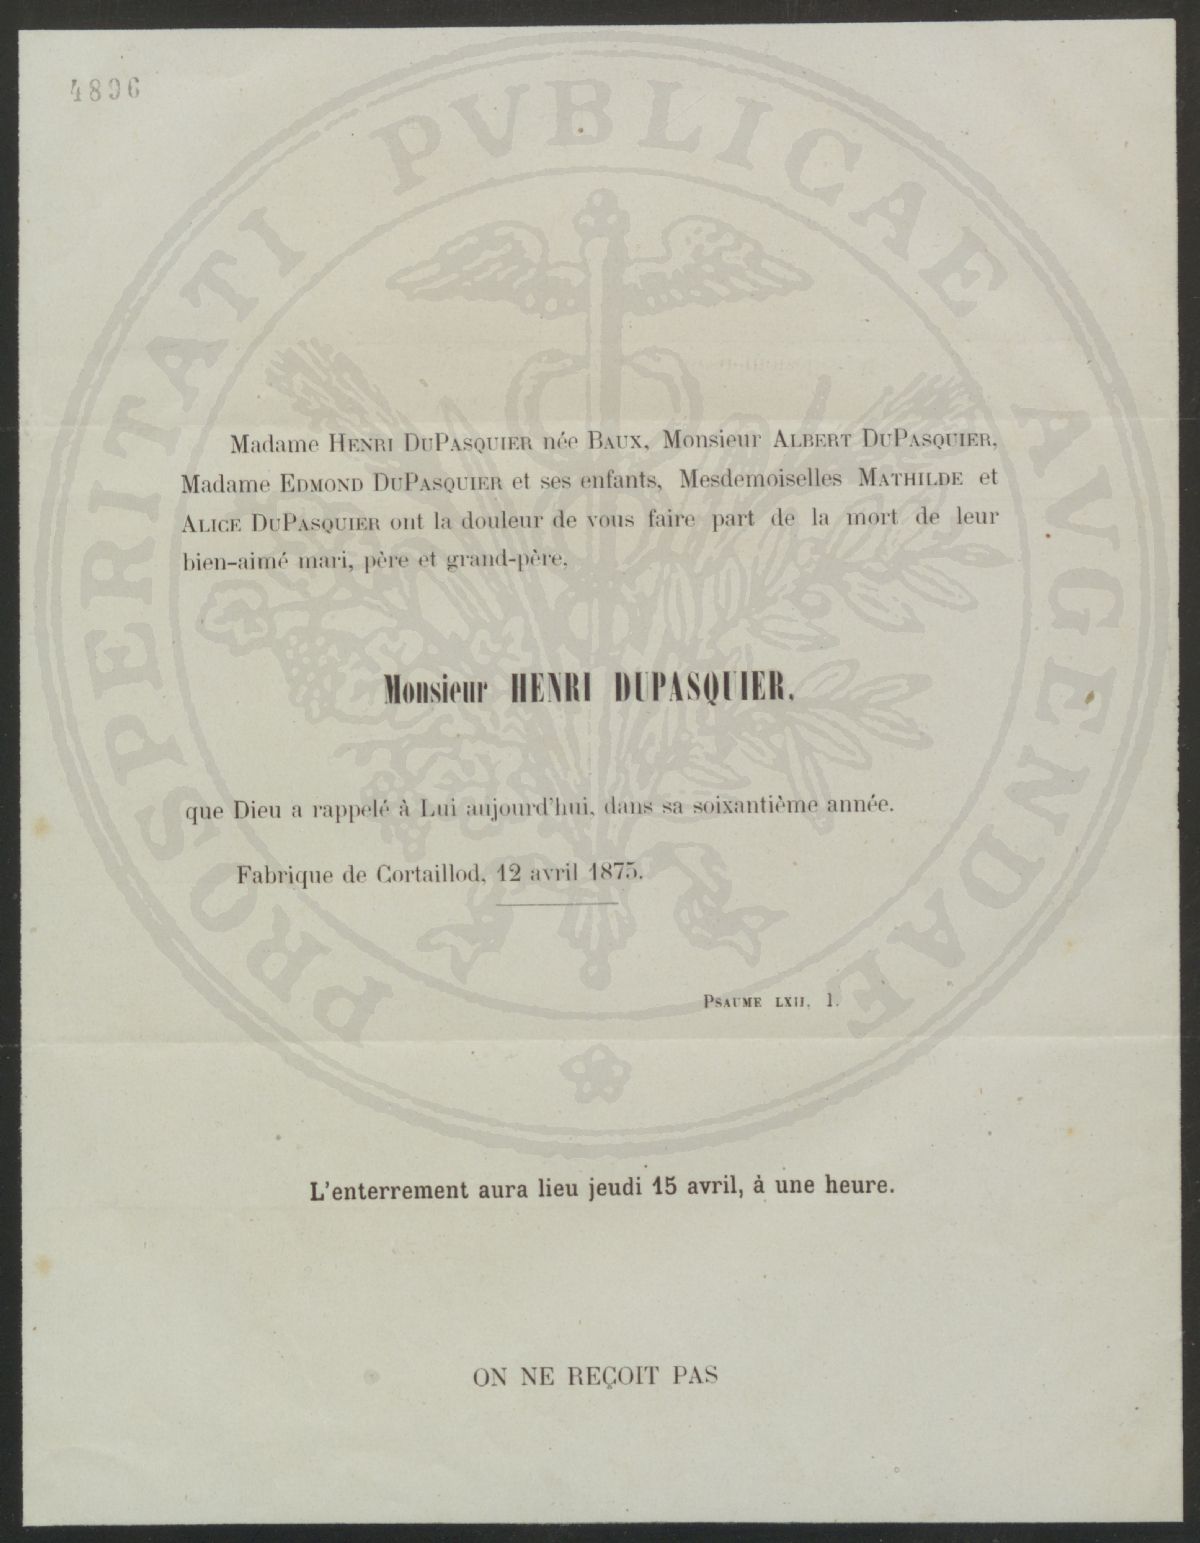 4896
PROSPERITATI PVBLICAE AVGENDAE
Madame HENRI DUPASQUIER née BAUX, Monsieur ALBERT DUPASQUIER,
Madame EDMOND DUPASQUIER et ses enfants, Mesdemoiselles MATHILDE et
ALICE DUPASQUIER ont la douleur de vous faire part de la mort de leur
bien-aimé mari, père et grand-père,
Monsieur HENRI DUPASQUIER,
que Dieu a rappelé à Lui aujourd'hui, dans sa soixantième année.
Fabrique de Cortaillod, 12 avril 1875.
PSAUME LXII, 1.
L'enterrement aura lieu jeudi 15 avril, à une heure.
ON NE REÇOIT PAS